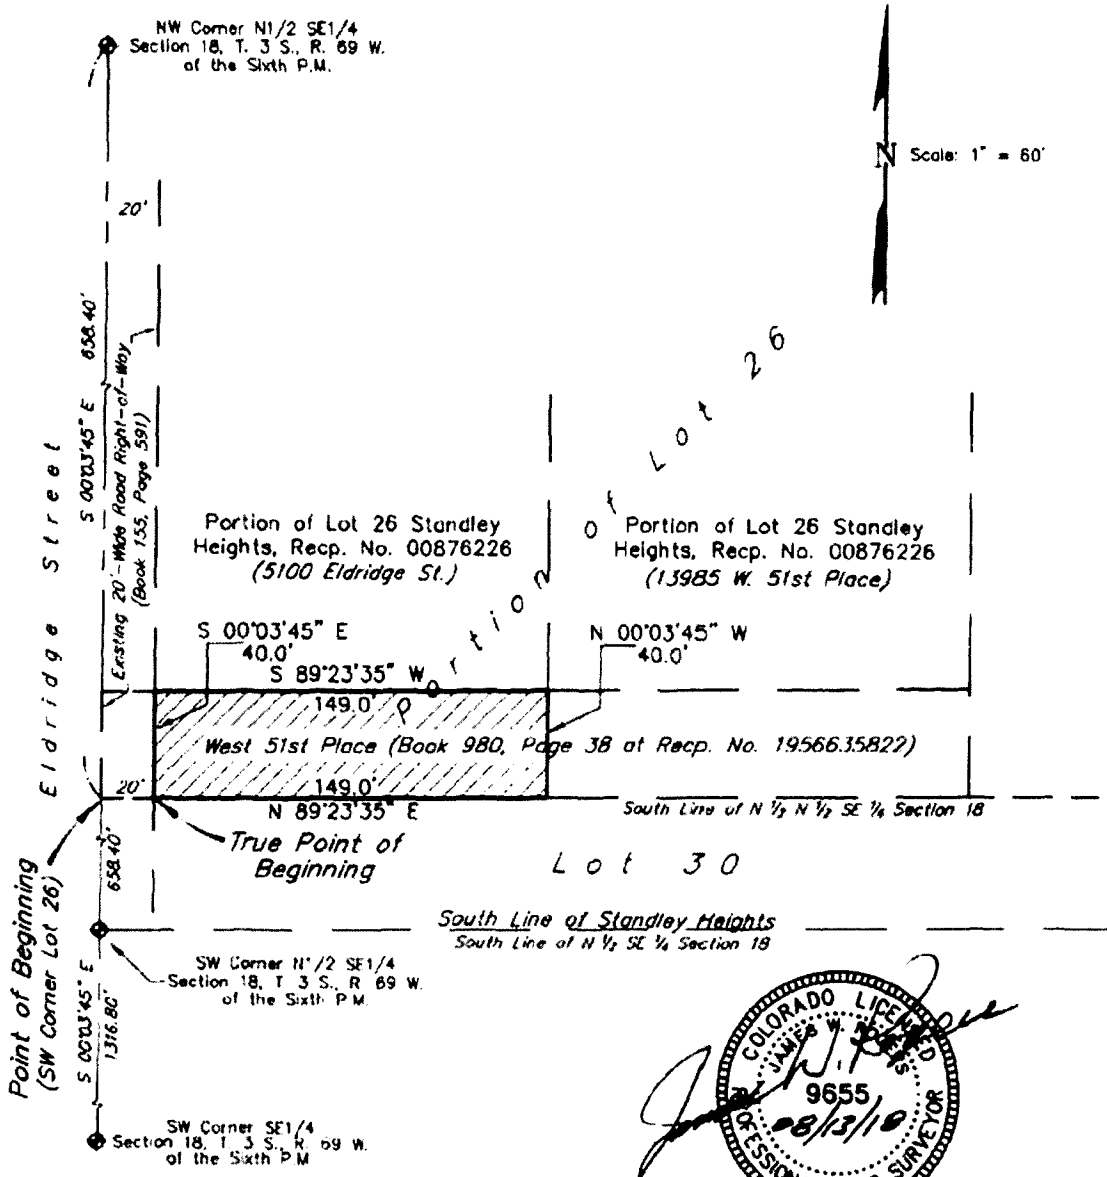 NW Corner N1/2 SE1/4
Section 18, T. 3 S., R. 69 W.
of the Sixth P.M.
N
Scale: 1" = 60'
20'
S 00°03'45" E 658.40'
Existing 20'-Wide Road Right-of-Way
(Book 155, Page 591)
Eldridge Street
Portion of Lot 26
Portion of Lot 26 Standley
Heights, Recp. No. 00876226
(5100 Eldridge St.)
Portion of Lot 26 Standley
Heights, Recp. No. 00876226
(13985 W. 51st Place)
S 00°03'45" E
40.0'
N 00°03'45" W
40.0'
S 89°23'35" W
149.0'
West 51st Place (Book 980, Page 38 at Recp. No. 1956635822)
20'
149.0'
N 89°23'35" E
South Line of N ½ N ½ SE ¼ Section 18
True Point of
Beginning
Lot 30
658.40'
Point of Beginning
(SW Corner Lot 26)
South Line of Standley Heights
South Line of N ½ SE ¼ Section 18
SW Corner N1/2 SE1/4
Section 18, T 3 S., R 69 W.
of the Sixth P.M.
S 00°03'45" E
1316.80'
SW Corner SE1/4
Section 18, T. 3 S., R. 69 W.
of the Sixth P.M
COLORADO LICENSED
JAMES W.
9655
08/13/18
SURVEYOR